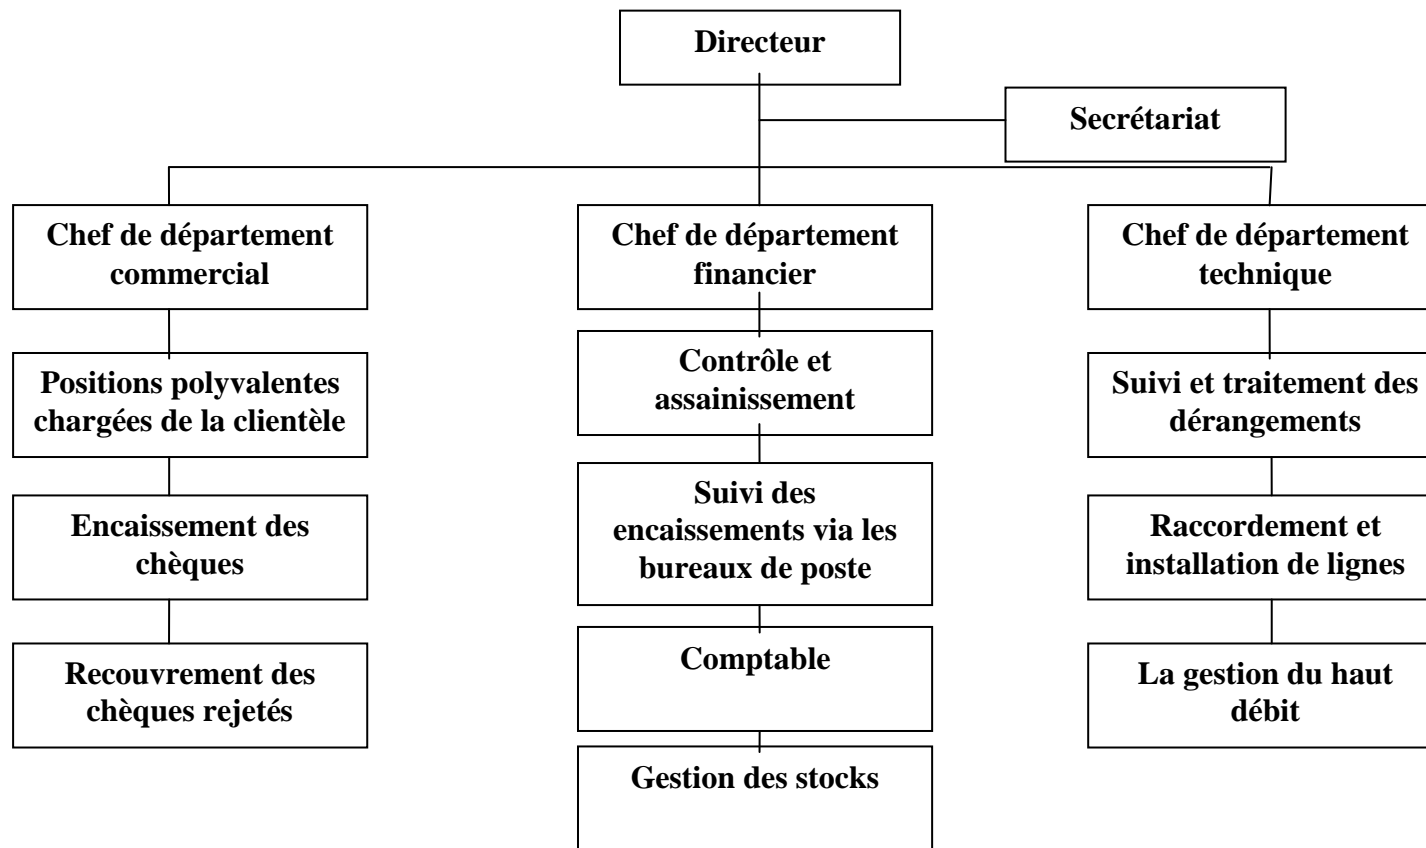 Directeur
Secrétariat
Chef de département
commercial
Chef de département
financier
Chef de département
technique
Positions polyvalentes
chargées de la clientèle
Contrôle et
assainissement
Suivi et traitement des
dérangements
Encaissement des
chèques
Suivi des
encaissements via les
bureaux de poste
Raccordement et
installation de lignes
Recouvrement des
chèques rejetés
Comptable
La gestion du haut
débit
Gestion des stocks